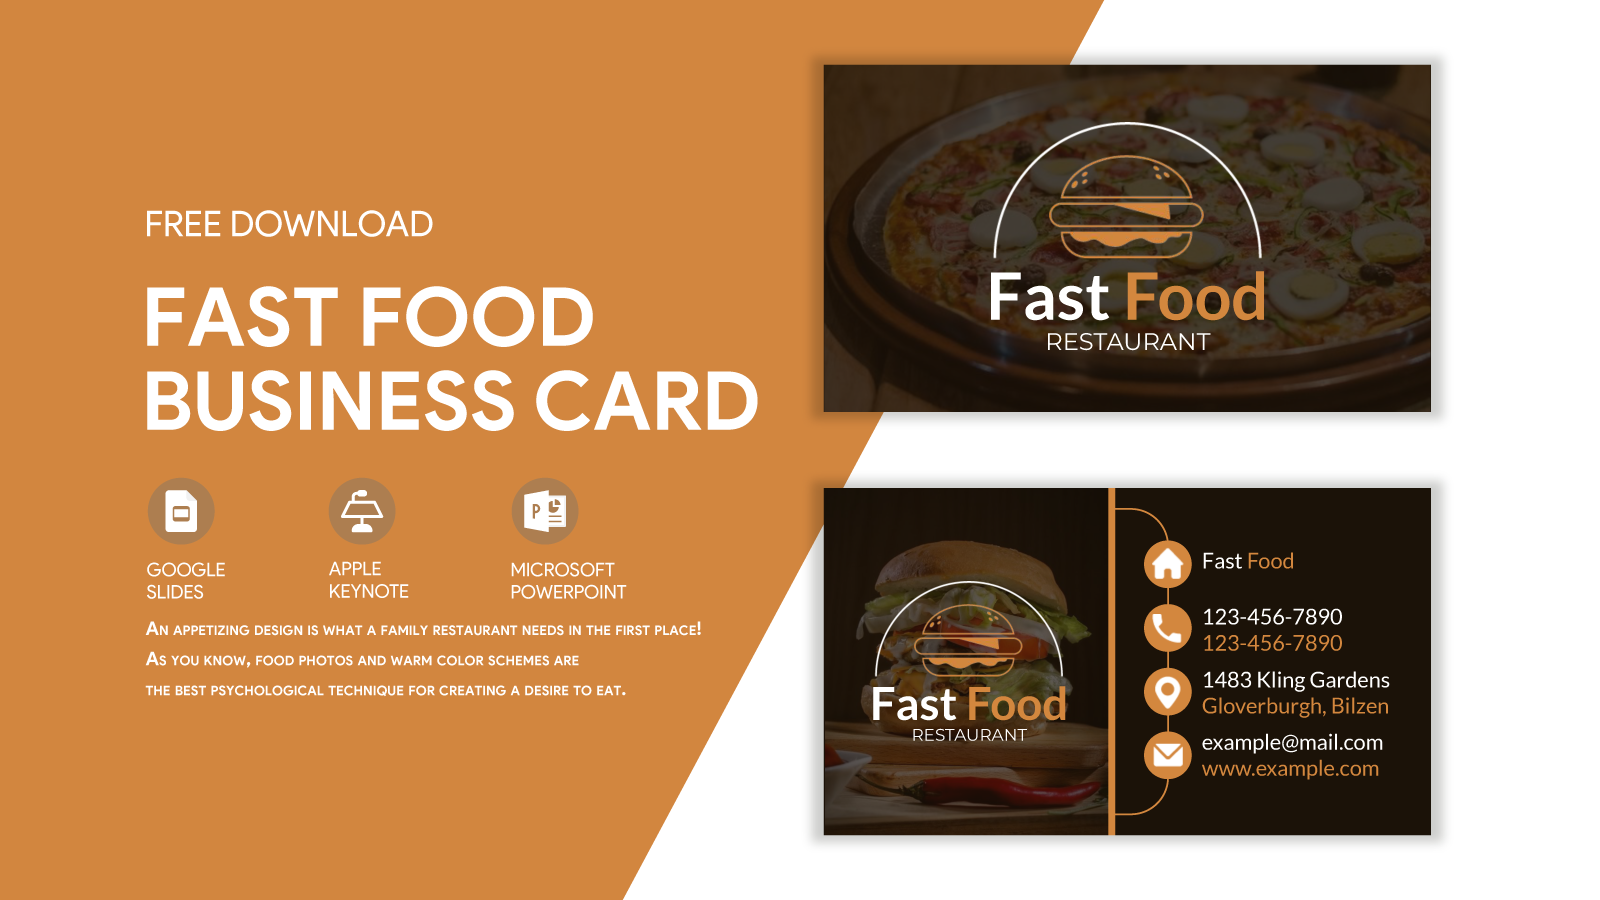 FREE DOWNLOAD
FAST FOOD
BUSINESS CARD
P
GOOGLE
SLIDES
APPLE
KEYNOTE
MICROSOFT
POWERPOINT
An appetizing design is what a family restaurant needs in the first place!
As you know, food photos and warm color schemes are
the best psychological technique for creating a desire to eat.
Fast Food
RESTAURANT
Fast Food
RESTAURANT
Fast Food
123-456-7890
123-456-7890
1483 Kling Gardens
Gloverburgh, Bilzen
example@mail.com
www.example.com